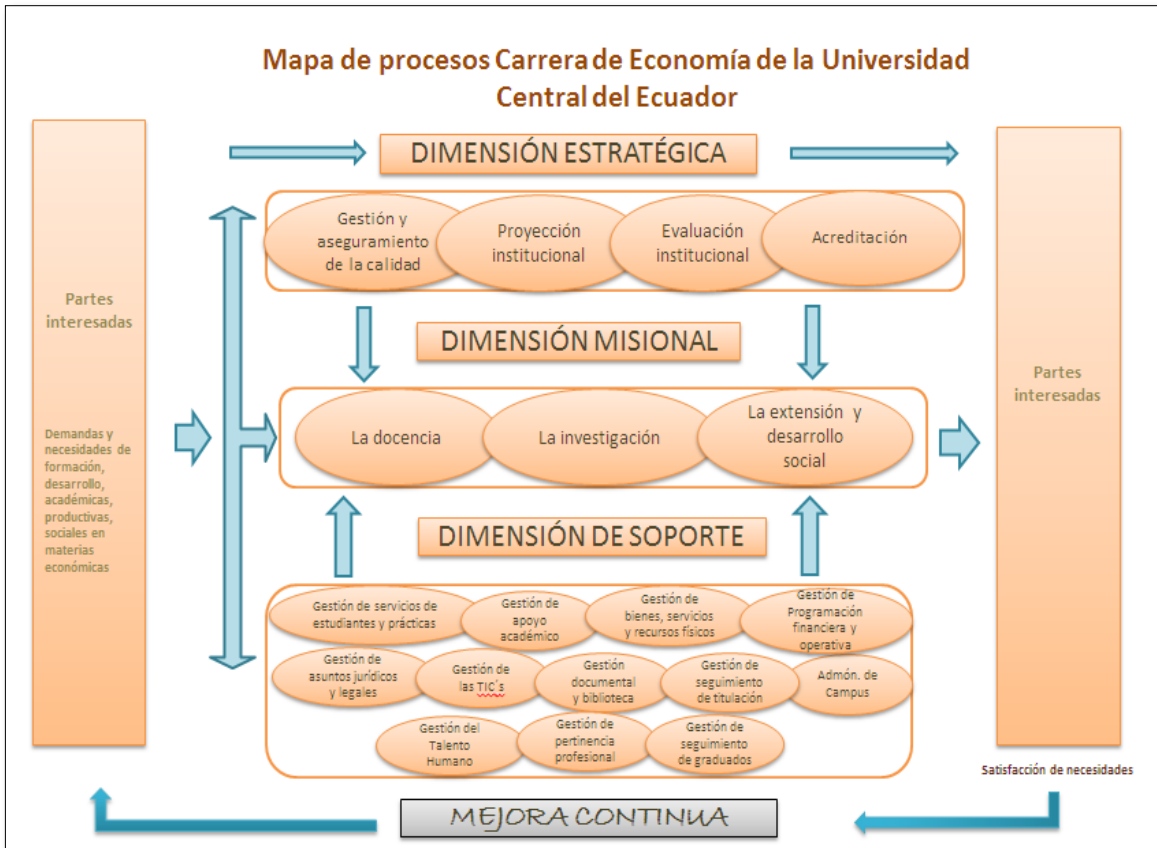 Mapa de procesos Carrera de Economía de la Universidad
Central del Ecuador
DIMENSIÓN ESTRATÉGICA
Gestión y
aseguramiento
de la calidad
Proyección
institucional
Evaluación
institucional
Acreditación
Partes
interesadas
Demandas y
necesidades de
formación,
desarrollo,
académicas,
productivas,
sociales en
materias
económicas
DIMENSIÓN MISIONAL
La docencia
La investigación
La extensión y
desarrollo
social
Partes
interesadas
DIMENSIÓN DE SOPORTE
Gestión de servicios de
estudiantes y prácticas
Gestión de
apoyo
académico
Gestión de
bienes, servicios
y recursos físicos
Gestión de
Programación
financiera y
operativa
Gestión de
asuntos jurídicos
y legales
Gestión de
las TIC´s
Gestión
documental
y biblioteca
Gestión de
seguimiento
de titulación
Admón. de
Campus
Gestión del
Talento
Humano
Gestión de
pertinencia
profesional
Gestión de
seguimiento
de graduados
Satisfacción de necesidades
MEJORA CONTINUA